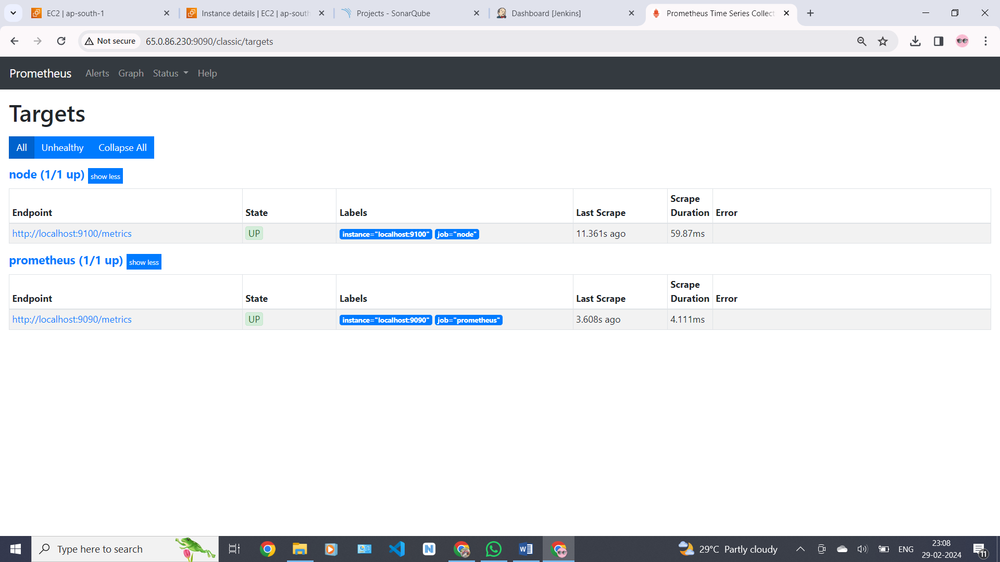 EC2 | ap-south-1
Instance details | EC2 | ap-south
Projects - SonarQube
Dashboard [Jenkins]
Prometheus Time Series Collect
Not secure
65.0.86.230:9090/classic/targets
Prometheus Alerts Graph Status Help
Targets
All Unhealthy Collapse All
node (1/1 up) show less
Endpoint State Labels Last Scrape Scrape Duration Error
http://localhost:9100/metrics UP instance="localhost:9100" job="node" 11.361s ago 59.87ms
prometheus (1/1 up) show less
Endpoint State Labels Last Scrape Scrape Duration Error
http://localhost:9090/metrics UP instance="localhost:9090" job="prometheus" 3.608s ago 4.111ms
Type here to search
29°C Partly cloudy
ENG
23:08
29-02-2024
11